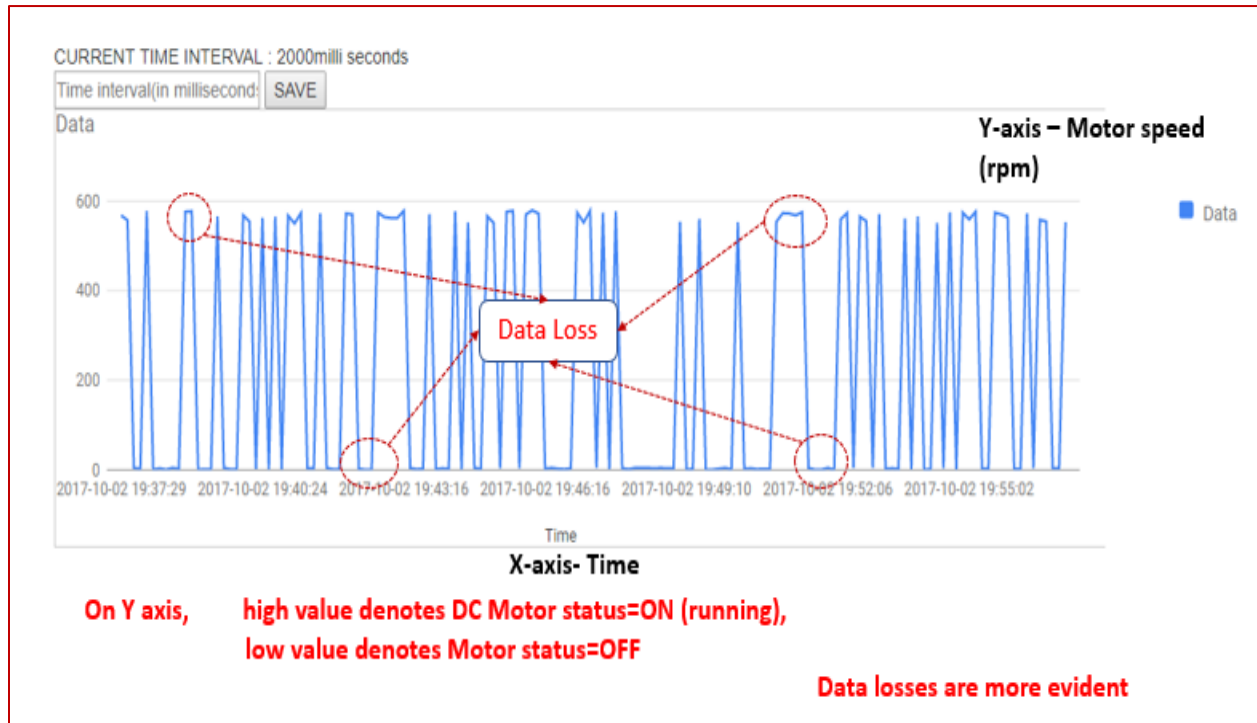 CURRENT TIME INTERVAL : 2000milli seconds
Time interval(in millisecond:
SAVE
Data
Y-axis – Motor speed
(rpm)
Data
600
400
200
0
Data Loss
2017-10-02 19:37:29 2017-10-02 19:40:24 2017-10-02 19:43:16 2017-10-02 19:46:16 2017-10-02 19:49:10 2017-10-02 19:52:06 2017-10-02 19:55:02
Time
X-axis- Time
On Y axis, high value denotes DC Motor status=ON (running),
low value denotes Motor status=OFF
Data losses are more evident